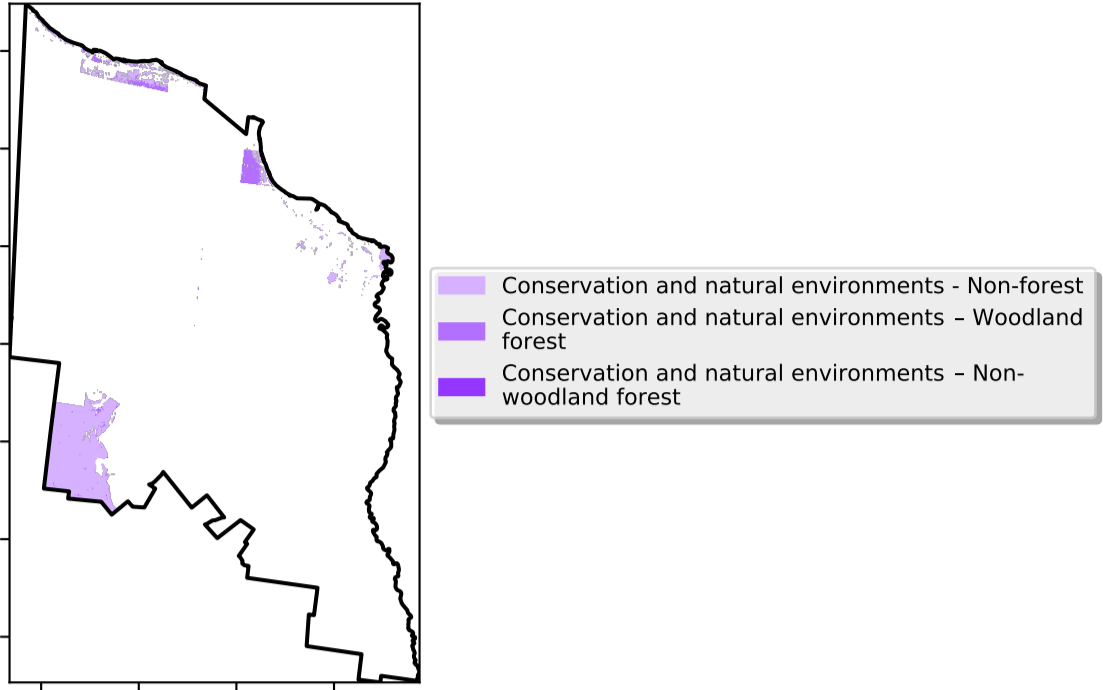 Conservation and natural environments - Non-forest
Conservation and natural environments – Woodland
forest
Conservation and natural environments – Non-
woodland forest